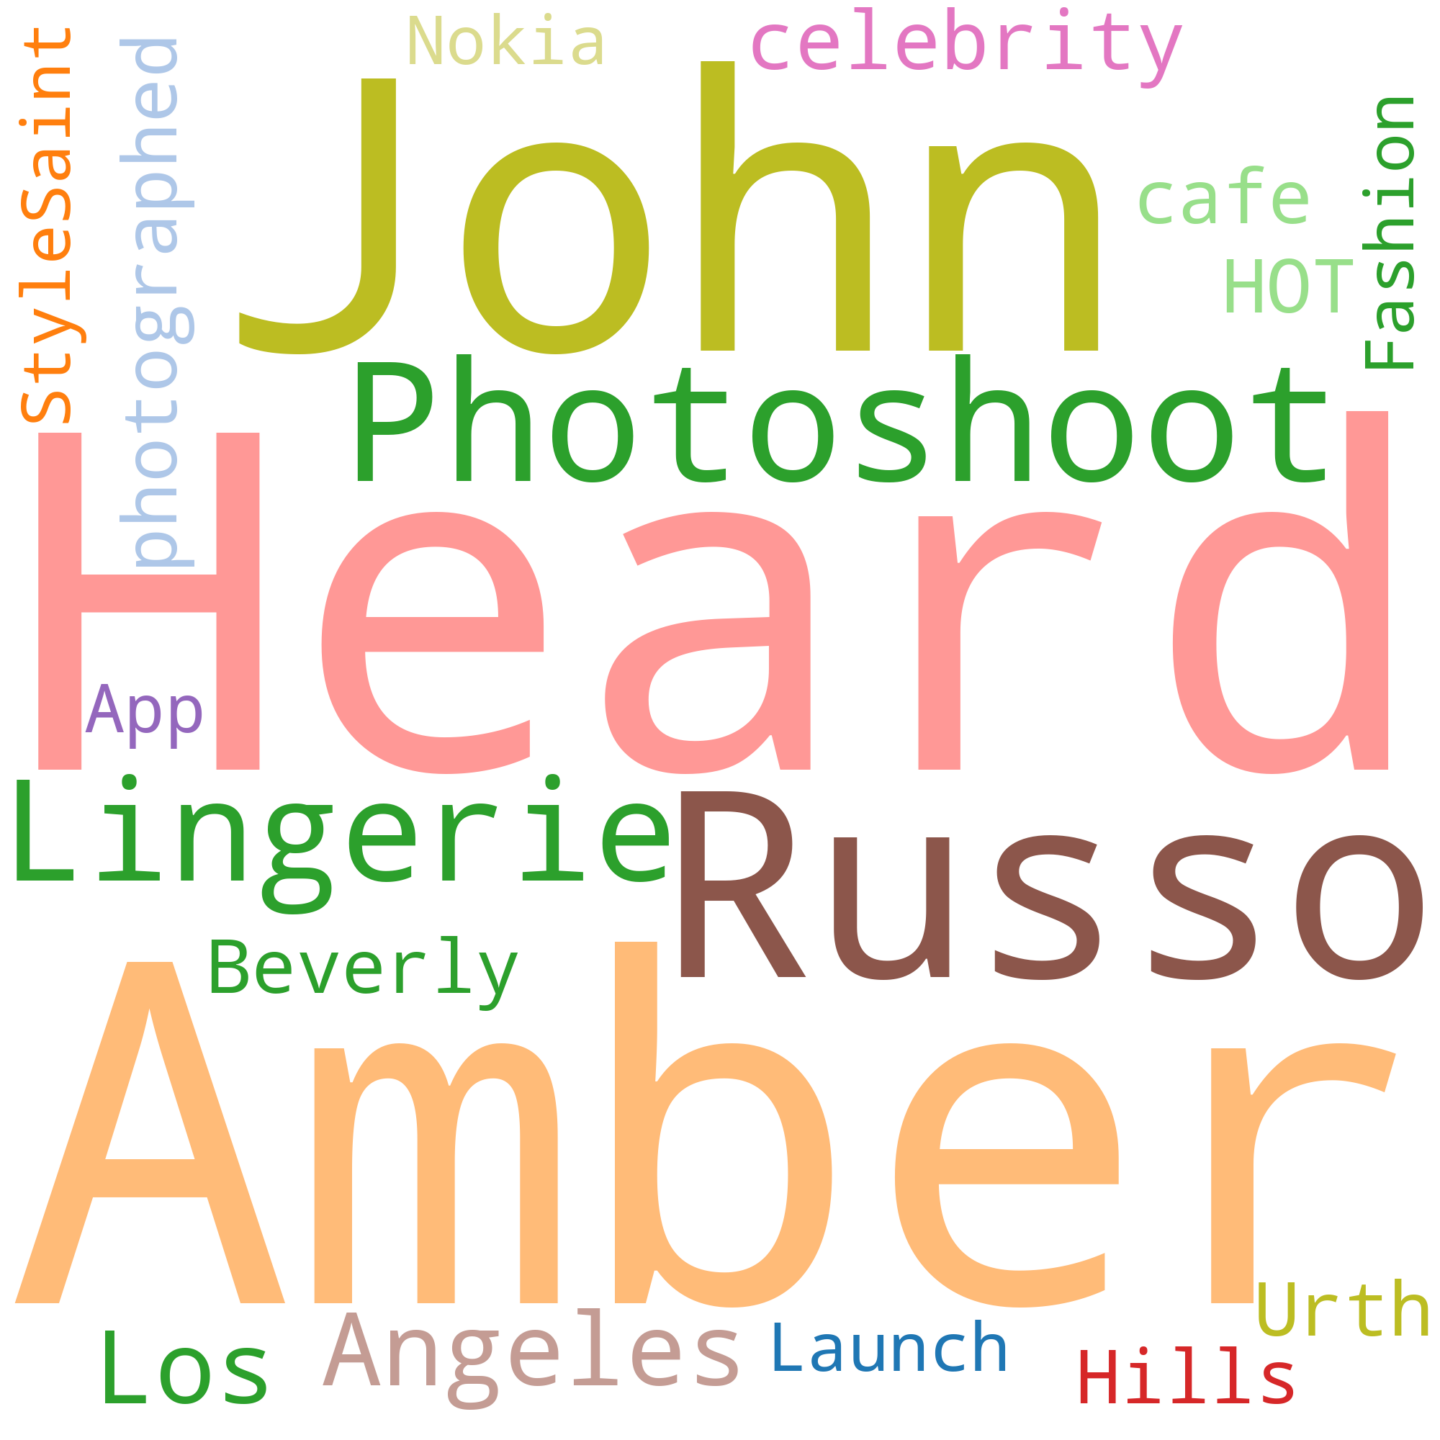 Nokia
celebrity
StyleSaint
photographed
John
cafe
HOT
Fashion
Photoshoot
Heard
App
Lingerie
Russo
Beverly
Amber
Urth
Los
Angeles
Launch
Hills